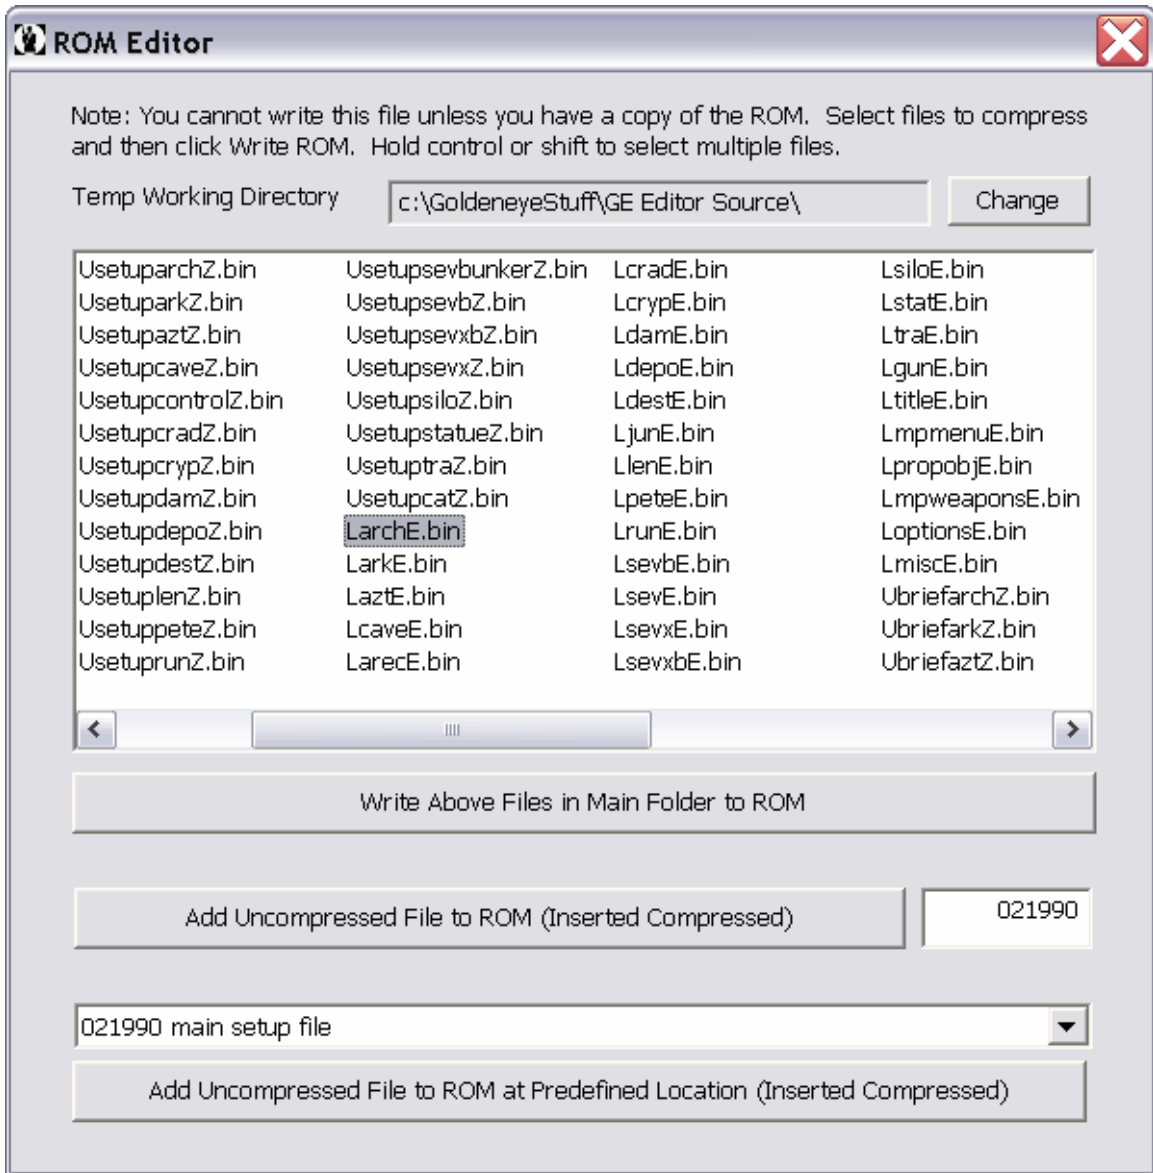 ROM Editor
Note: You cannot write this file unless you have a copy of the ROM. Select files to compress
and then click Write ROM. Hold control or shift to select multiple files.
Temp Working Directory c:\GoldeneyeStuff\GE Editor Source\ Change
UsetuparchZ.bin UsetupsevbunkerZ.bin LcradE.bin LsiloE.bin
UsetuparkZ.bin UsetupsevbZ.bin LcrypE.bin LstatE.bin
UsetupaztZ.bin UsetupsevxbZ.bin LdamE.bin LtraE.bin
UsetupcaveZ.bin UsetupsevxZ.bin LdepoE.bin LgunE.bin
UsetupcontrolZ.bin UsetupsiloZ.bin LdestE.bin LtitleE.bin
UsetupcradZ.bin UsetupstatueZ.bin LjunE.bin LmpmenuE.bin
UsetupcrypZ.bin UsetuptraZ.bin LlenE.bin LpropobjE.bin
UsetupdamZ.bin UsetupcatZ.bin LpeteE.bin LmpweaponsE.bin
UsetupdepoZ.bin LarchE.bin LrunE.bin LoptionsE.bin
UsetupdestZ.bin LarkE.bin LsevbE.bin LmiscE.bin
UsetuplenZ.bin LaztE.bin LsevE.bin UbriefarchZ.bin
UsetuppeteZ.bin LcaveE.bin LsevxE.bin UbriefarkZ.bin
UsetuprunZ.bin LarecE.bin LsevxbE.bin UbriefaztZ.bin
Write Above Files in Main Folder to ROM
Add Uncompressed File to ROM (Inserted Compressed) 021990
021990 main setup file
Add Uncompressed File to ROM at Predefined Location (Inserted Compressed)